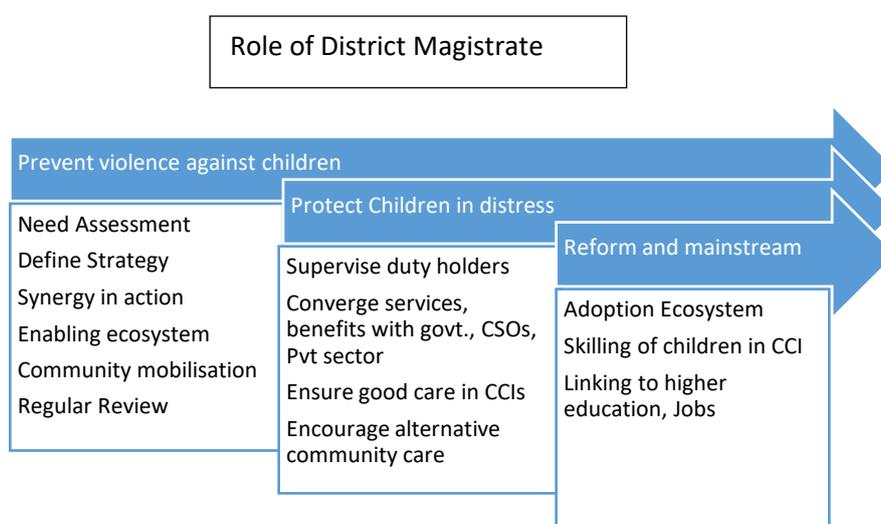 Role of District Magistrate
Prevent violence against children
Need Assessment
Define Strategy
Synergy in action
Enabling ecosystem
Community mobilisation
Regular Review
Protect Children in distress
Supervise duty holders
Converge services,
benefits with govt., CSOs,
Pvt sector
Ensure good care in CCIs
Encourage alternative
community care
Reform and mainstream
Adoption Ecosystem
Skilling of children in CCI
Linking to higher
education, Jobs